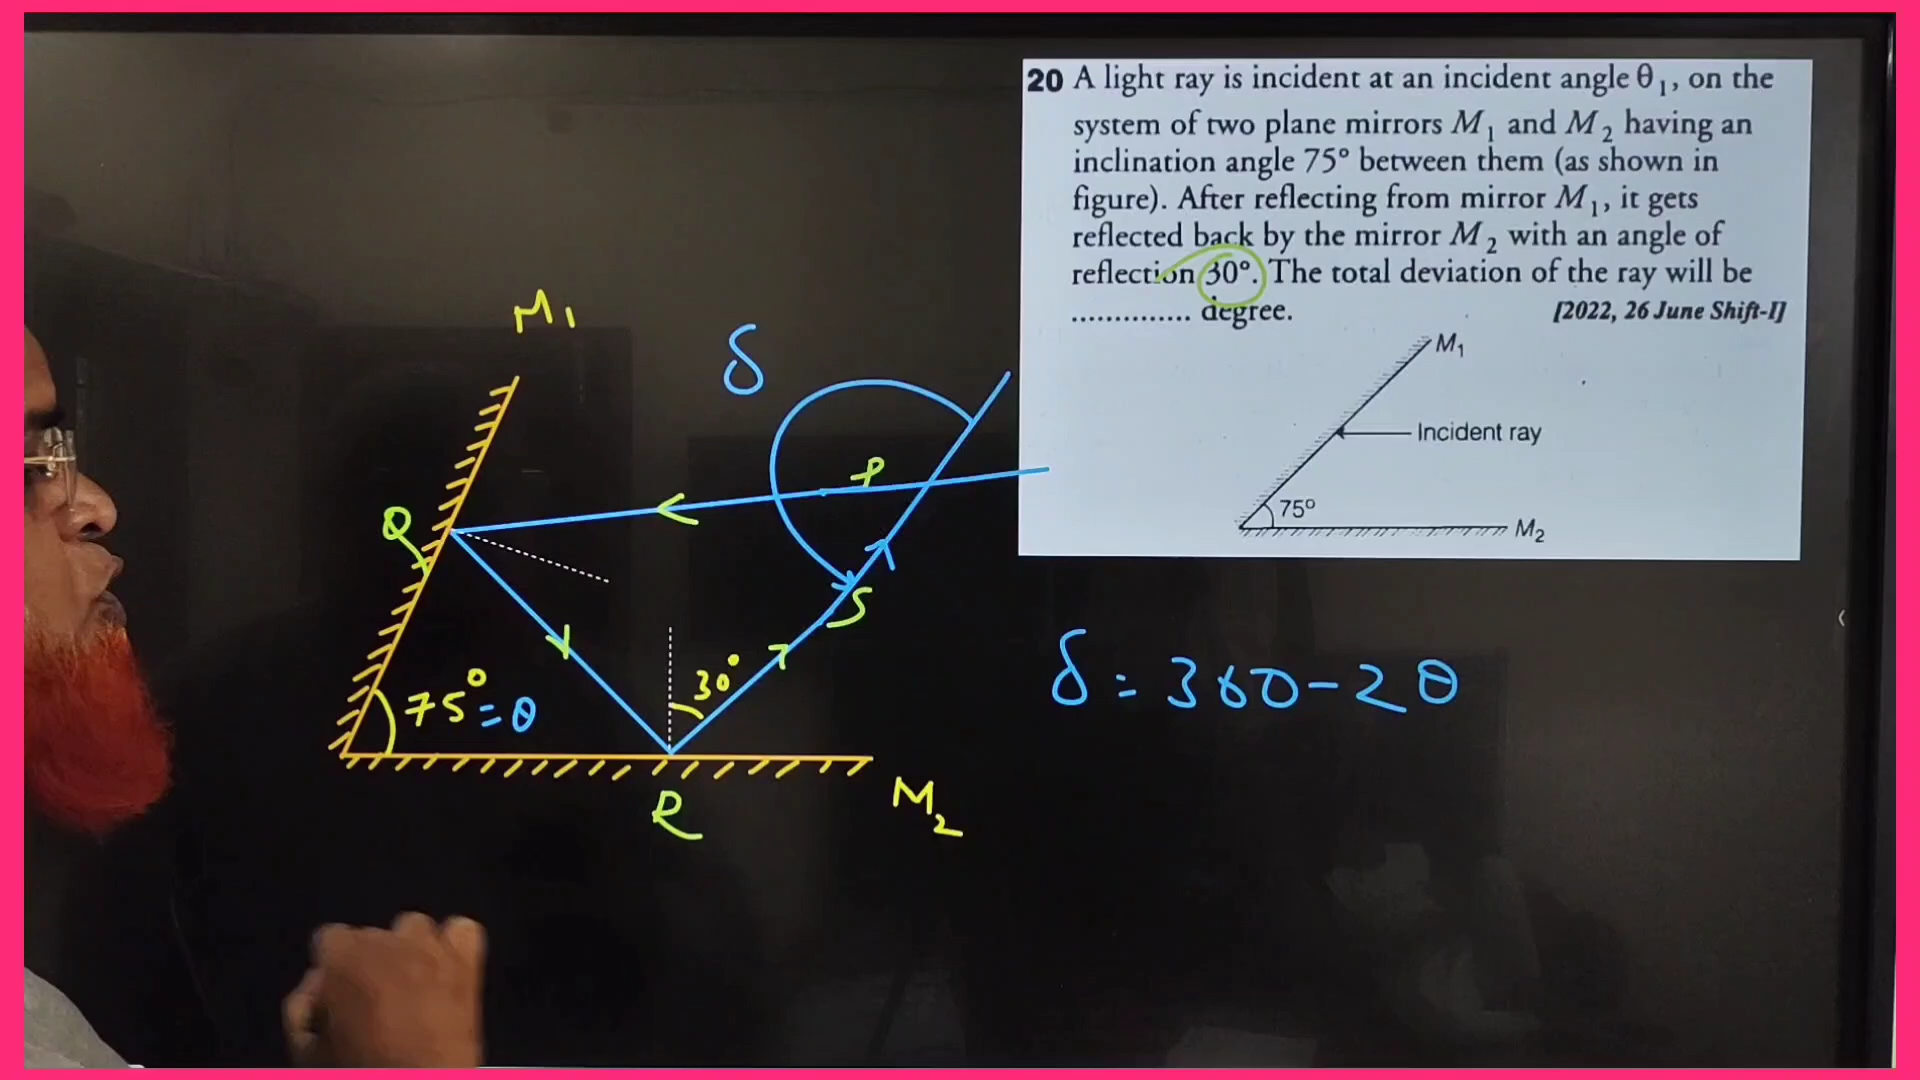 20 A light ray is incident at an incident angle θ₁, on the
system of two plane mirrors M₁ and M₂ having an
inclination angle 75° between them (as shown in
figure). After reflecting from mirror M₁, it gets
reflected back by the mirror M₂ with an angle of
reflection 30°. The total deviation of the ray will be
.............. degree. [2022, 26 June Shift-I]
M₁
Incident ray
75°
M₂
M₁
δ
P
Q
S
30°
75° = θ
R
M₂
δ = 360 - 2θ